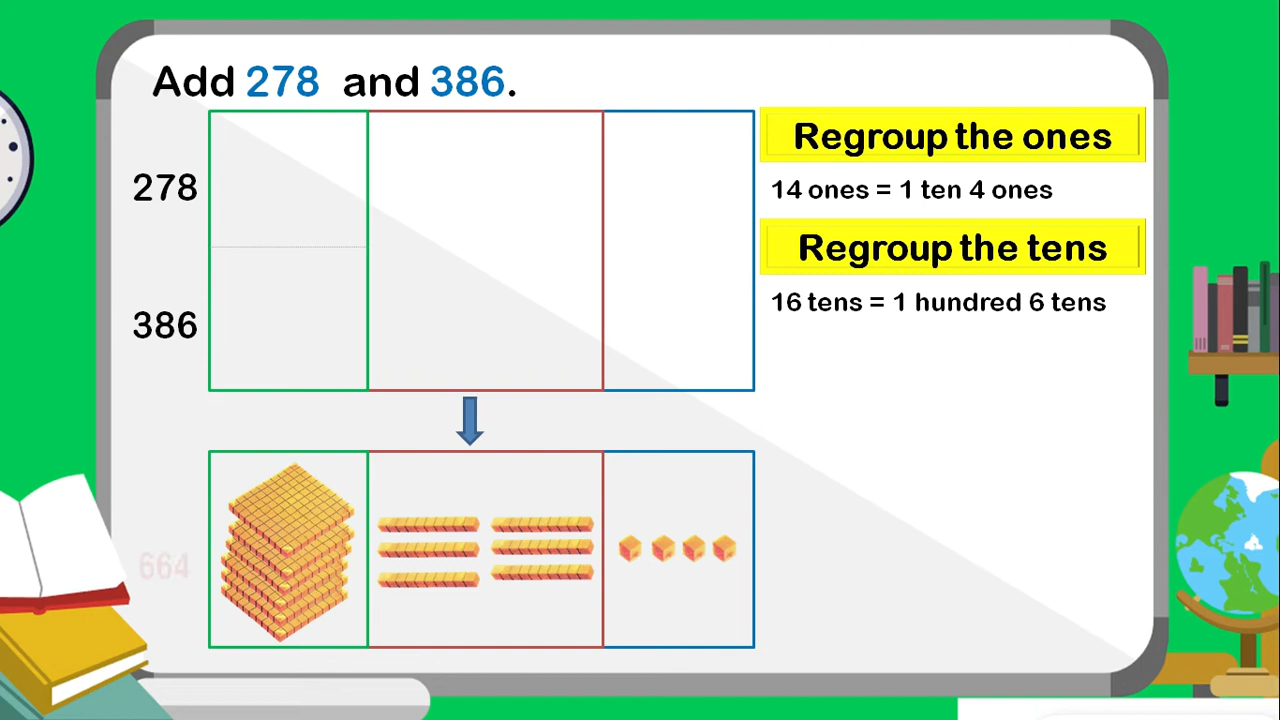 Add 278 and 386.
Regroup the ones
14 ones = 1 ten 4 ones
278
Regroup the tens
16 tens = 1 hundred 6 tens
386
664